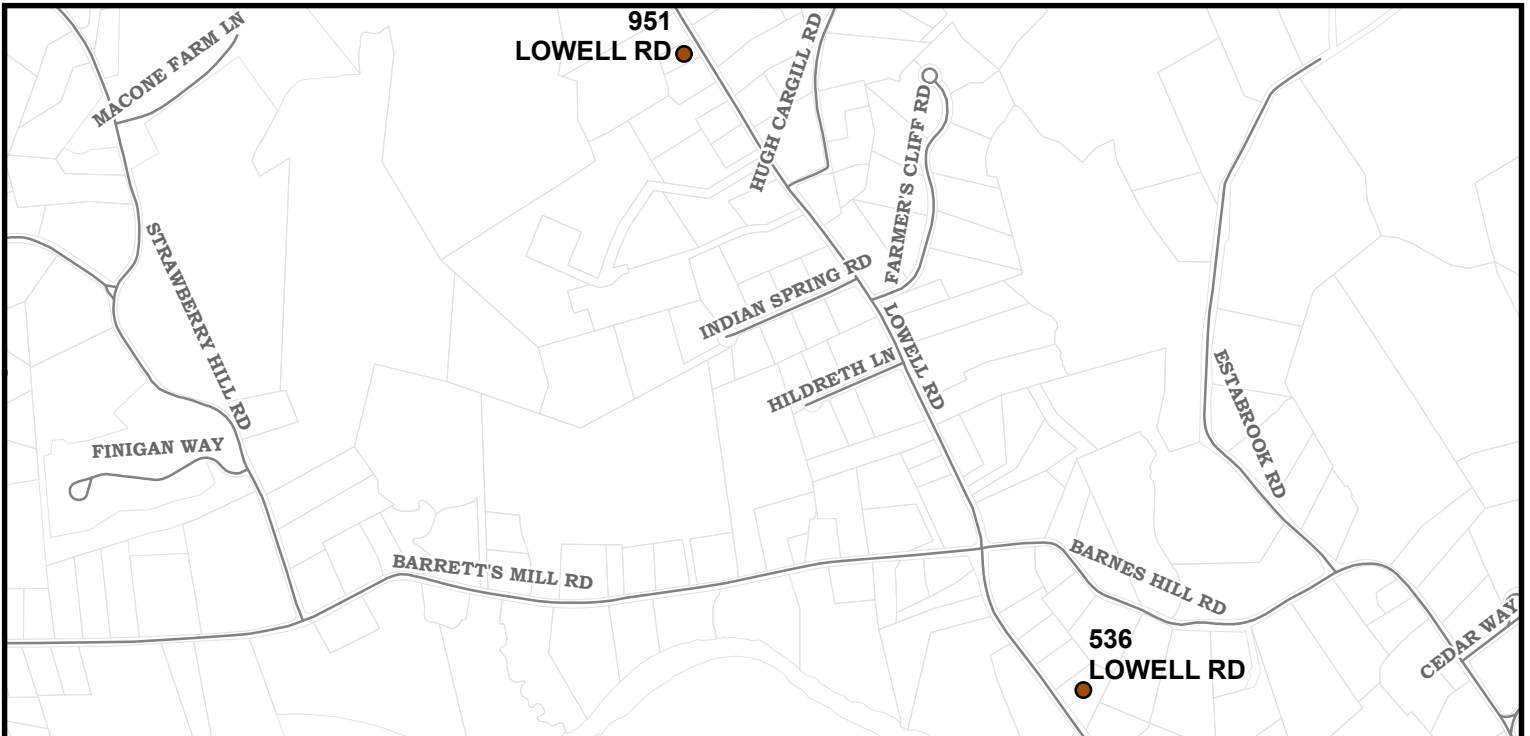 951
LOWELL RD
MACONE FARM LN
HUGH CARGILL RD
FARMER'S CLIFF RD
STRAWBERRY HILL RD
INDIAN SPRING RD
LOWELL RD
HILDRETH LN
ESTABROOK RD
FINIGAN WAY
BARRETT'S MILL RD
BARNES HILL RD
CEDAR WAY
536
LOWELL RD